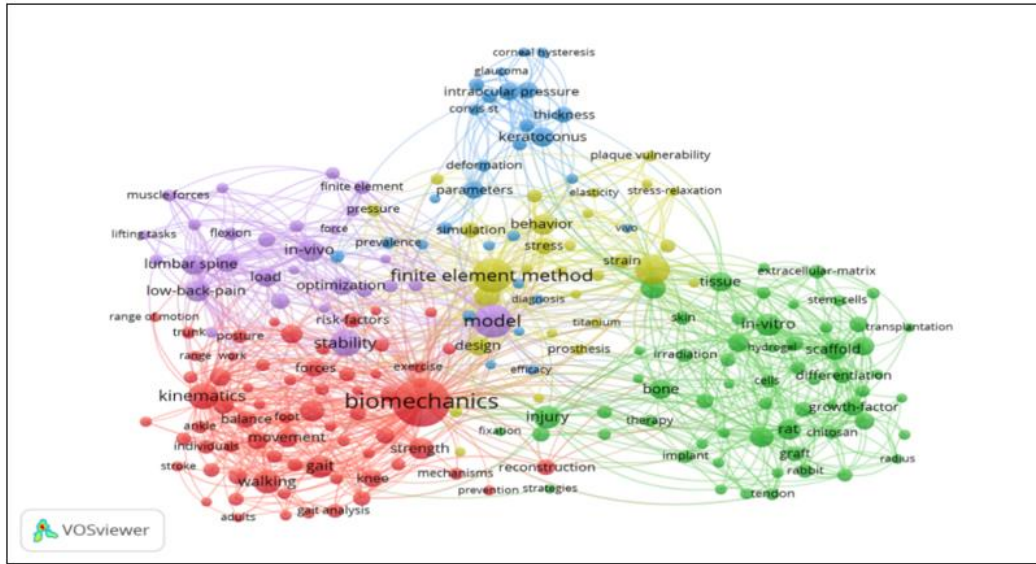 corneal hysteresis
glaucoma
intraocular pressure
corvis st
thickness
keratoconus
plaque vulnerability
deformation
finite element
parameters
elasticity
stress-relaxation
muscle forces
pressure
behavior
force
simulation
vivo
lifting tasks
flexion
prevalence
stress
in-vivo
strain
lumbar spine
load
finite element method
tissue
extracellular-matrix
low-back-pain
optimization
diagnosis
stem-cells
range of motion
risk-factors
model
titanium
skin
in-vitro
transplantation
trunk
posture
stability
design
prosthesis
irradiation
hydrogel
scaffold
range
work
forces
exercise
efficacy
cells
differentiation
kinematics
biomechanics
bone
growth-factor
ankle
balance
foot
injury
therapy
chitosan
individuals
movement
strength
fixation
rat
stroke
gait
knee
mechanisms
reconstruction
implant
graft
radius
walking
prevention
strategies
rabbit
tendon
adults
gait analysis
VOSviewer